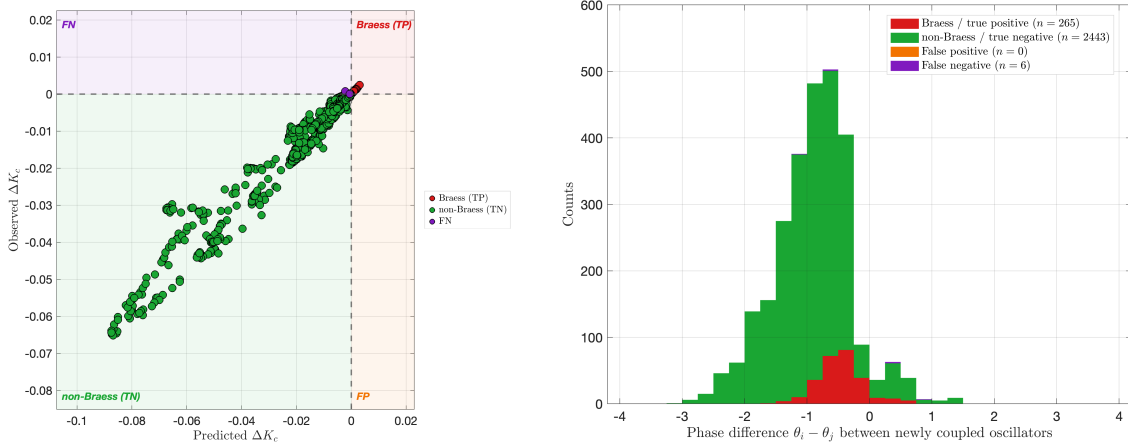 FN
Braess (TP)
0.02
0.01
0
-0.01
-0.02
-0.03
-0.04
-0.05
-0.06
-0.07
-0.08
Observed ΔK_c
non-Braess (TN)
FP
-0.1
-0.08
-0.06
-0.04
-0.02
0
0.02
Predicted ΔK_c
Braess (TP)
non-Braess (TN)
FN
600
500
400
300
200
100
0
Counts
Braess / true positive (n = 265)
non-Braess / true negative (n = 2443)
False positive (n = 0)
False negative (n = 6)
-4
-3
-2
-1
0
1
2
3
4
Phase difference θ_i − θ_j between newly coupled oscillators